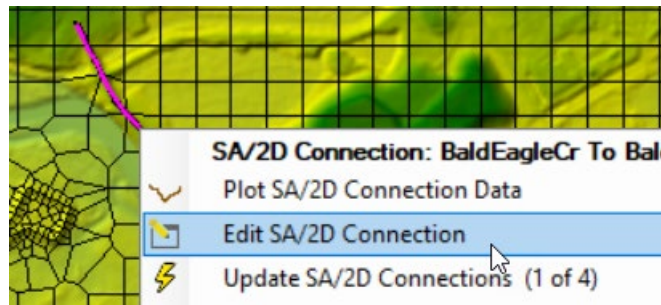 SA/2D Connection: BaldEagleCr To
Plot SA/2D Connection Data
Edit SA/2D Connection
Update SA/2D Connections (1 of 4)